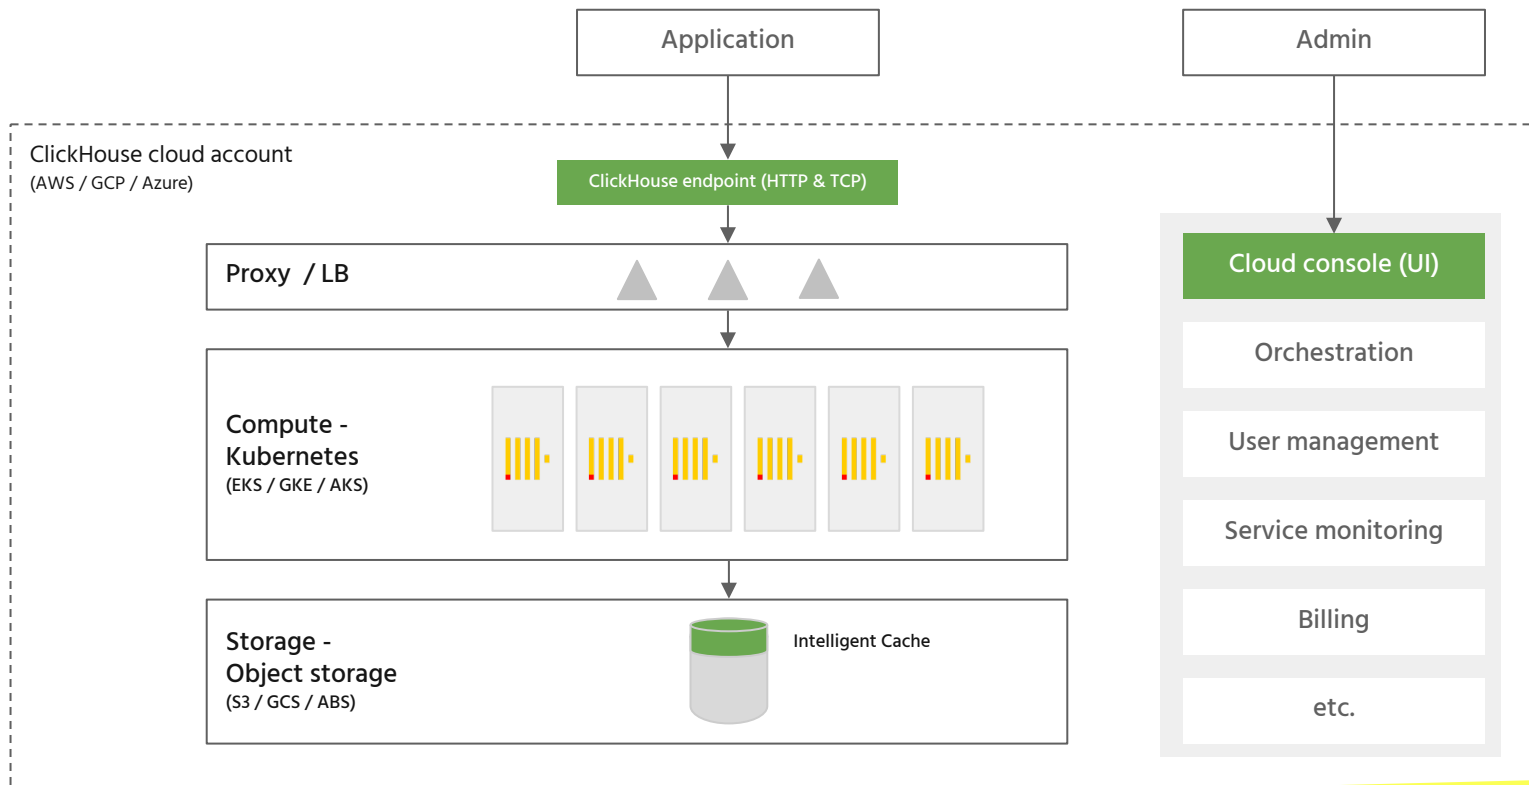 Application
Admin
ClickHouse cloud account
(AWS / GCP / Azure)
ClickHouse endpoint (HTTP & TCP)
Proxy / LB
Compute -
Kubernetes
(EKS / GKE / AKS)
Storage -
Object storage
(S3 / GCS / ABS)
Intelligent Cache
Cloud console (UI)
Orchestration
User management
Service monitoring
Billing
etc.